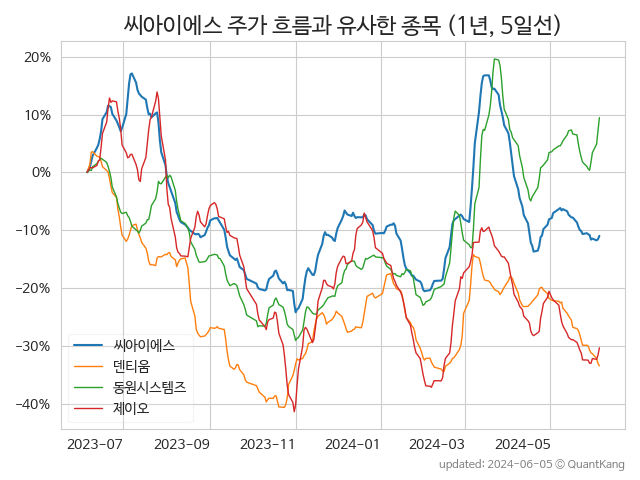 씨아이에스 주가 흐름과 유사한 종목 (1년, 5일선)
20%
10%
0%
−10%
−20%
−30%
−40%
씨아이에스
덴티움
동원시스템즈
제이오
2023-07
2023-09
2023-11
2024-01
2024-03
2024-05
updated: 2024-06-05 ⓒ QuantKang